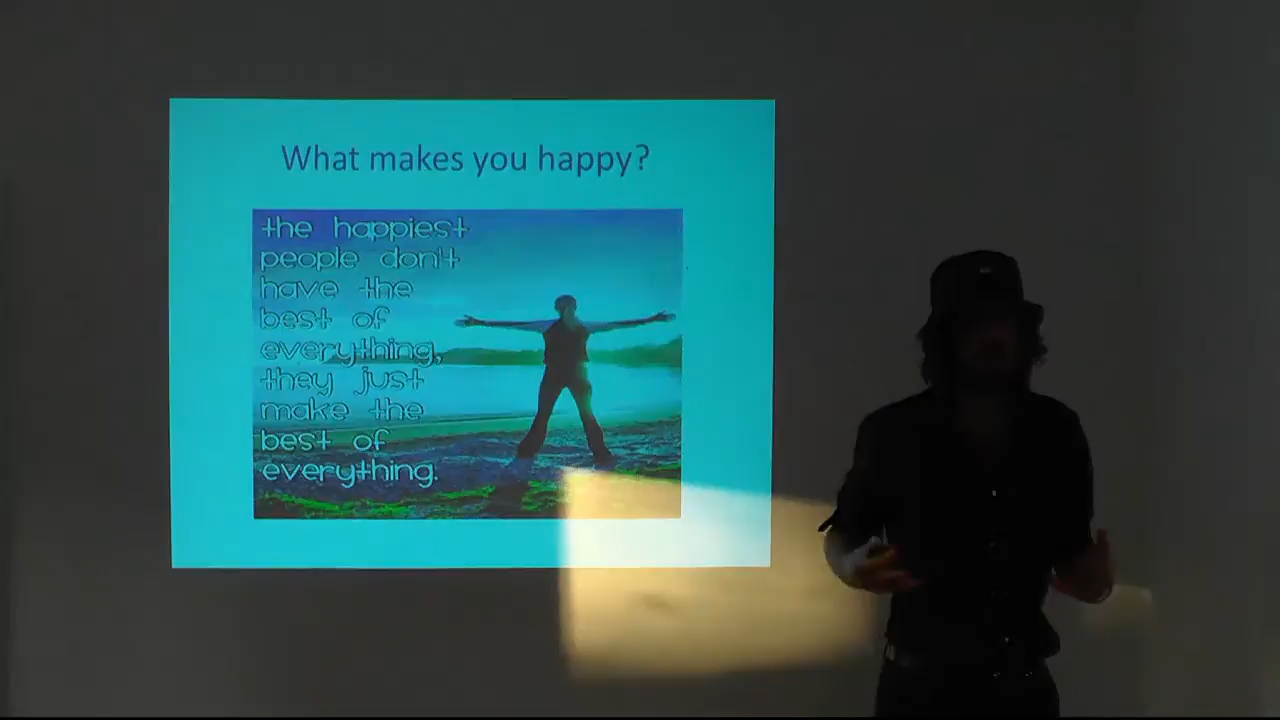 What makes you happy?
the happiest
people don't
have the
best of
everything,
they just
make the
best of
everything.